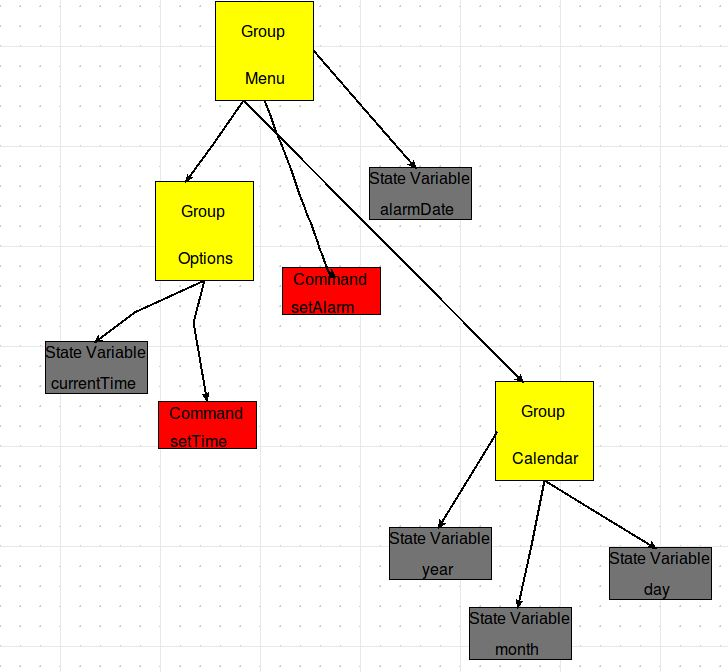 Group
Menu
State Variable
alarmDate
Group
Options
Command
setAlarm
State Variable
currentTime
Command
setTime
Group
Calendar
State Variable
year
State Variable
day
State Variable
month